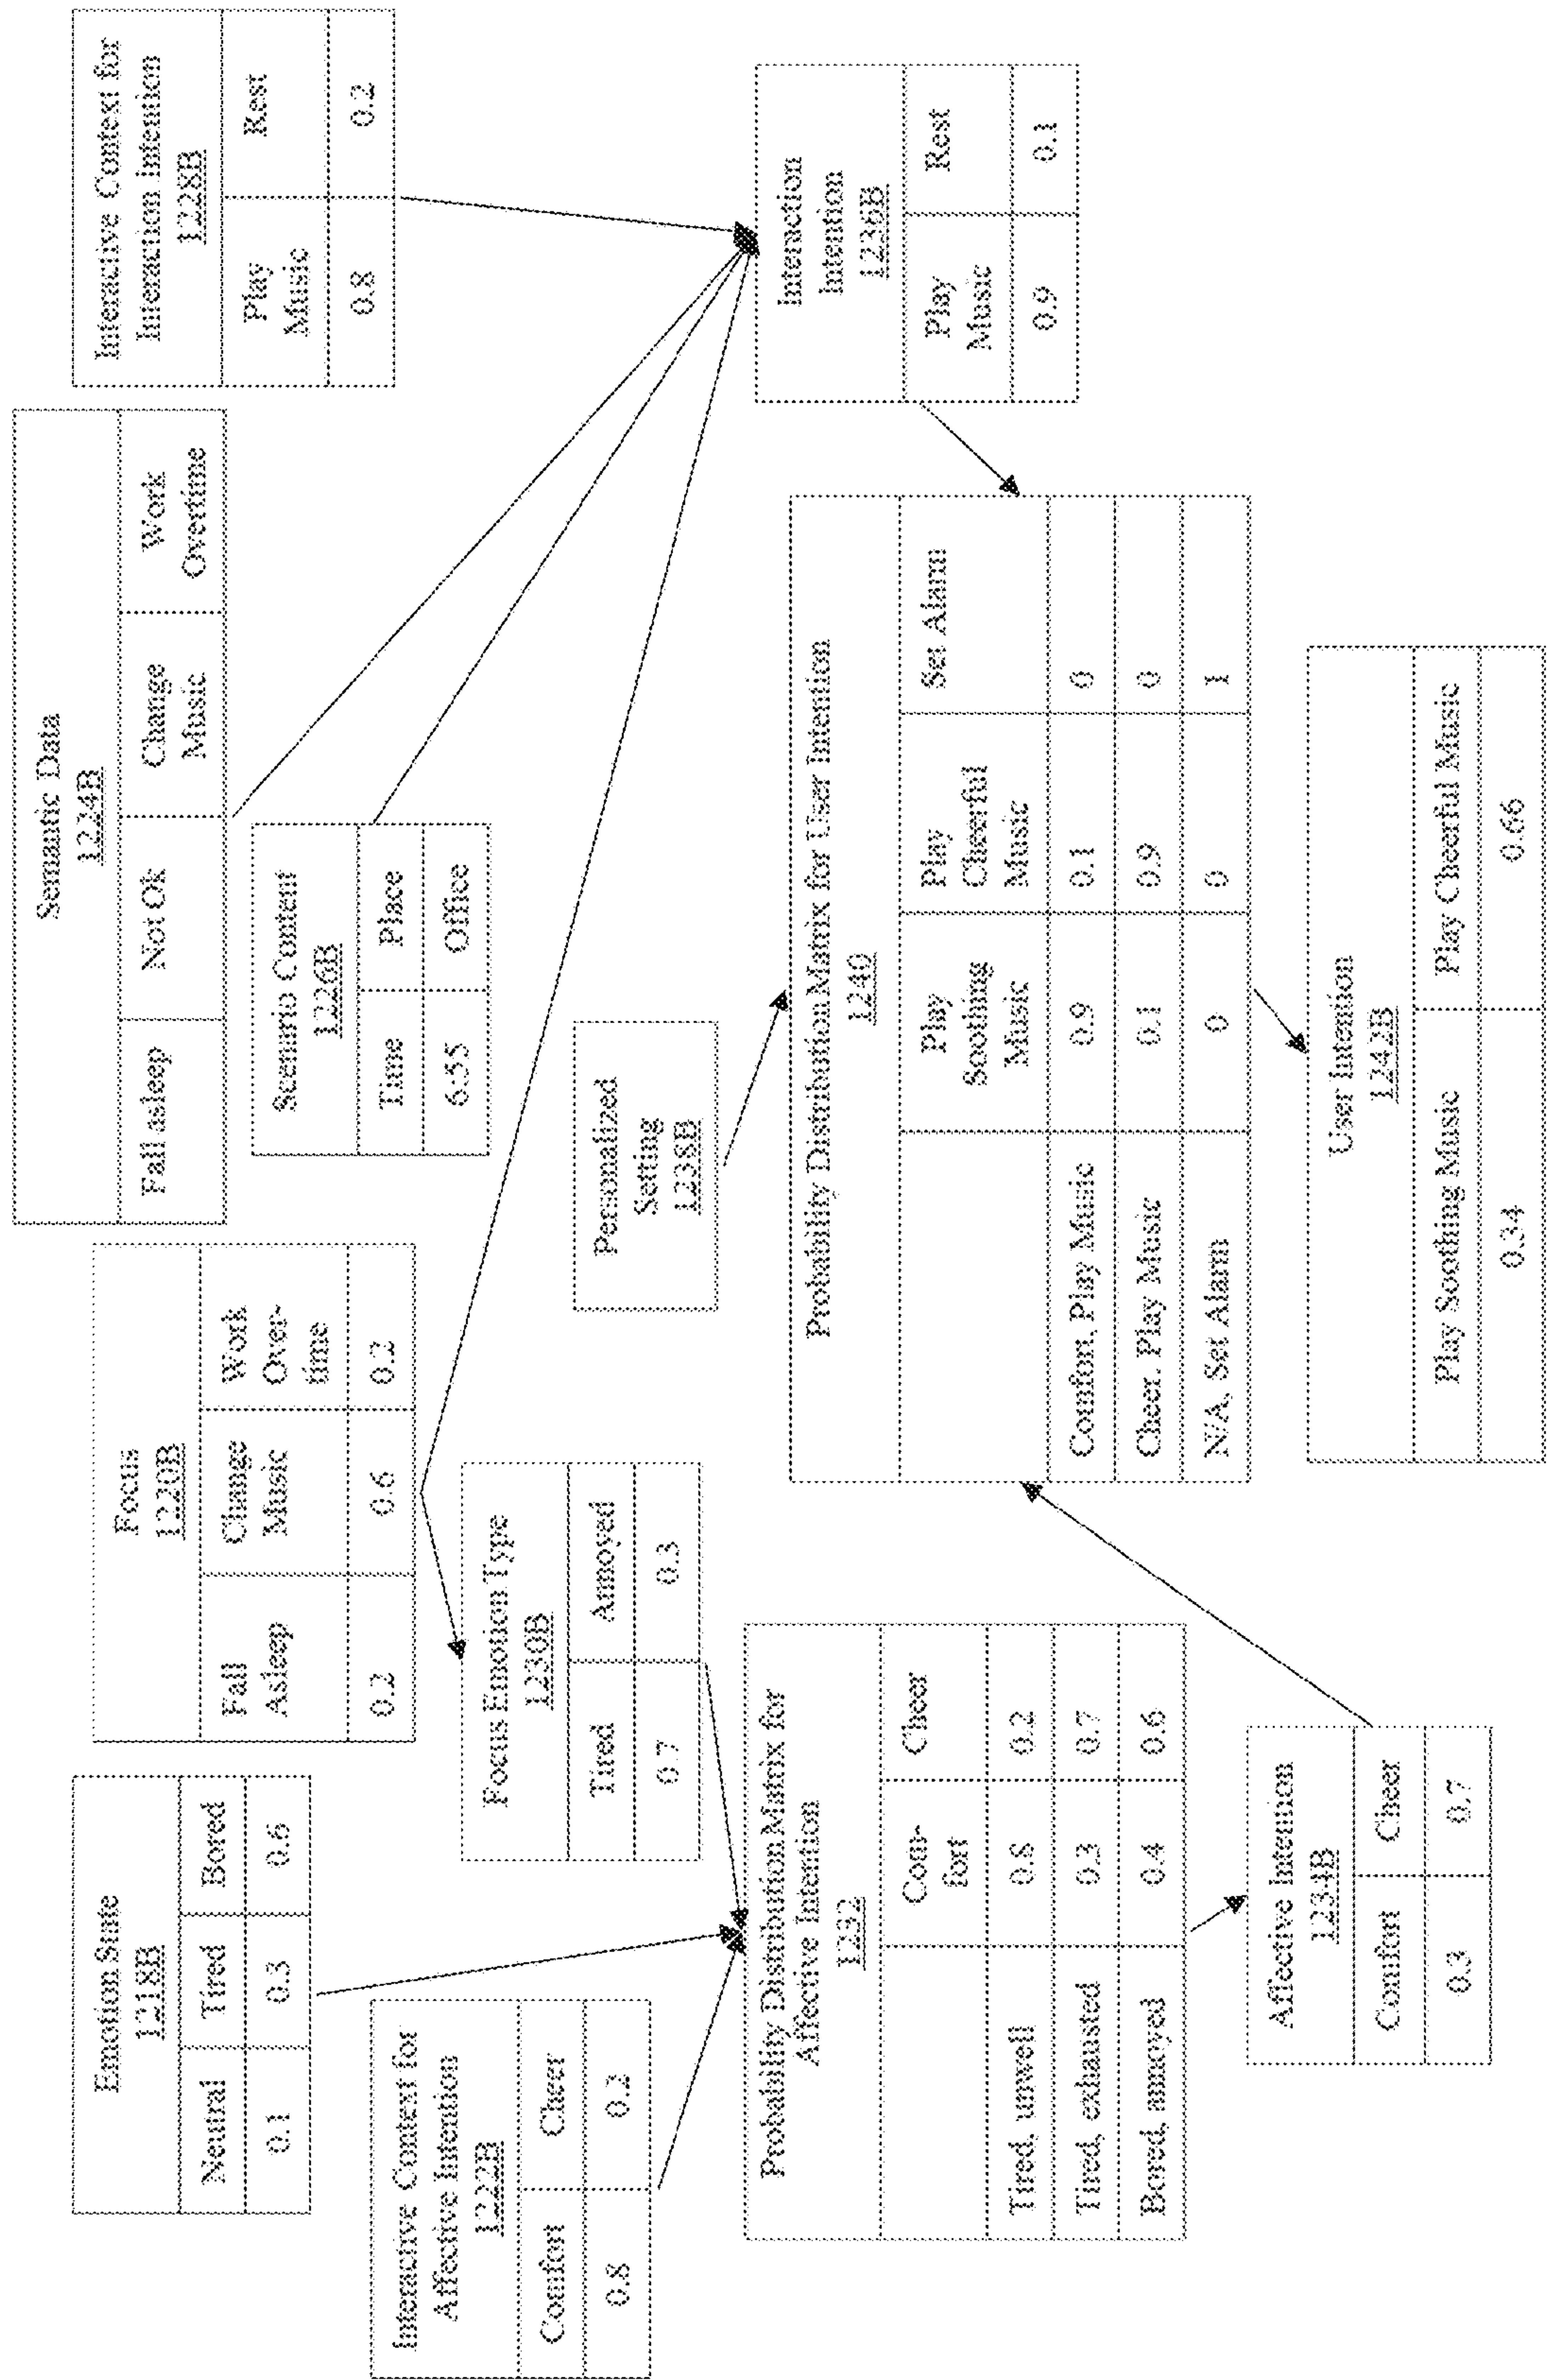 Emotion State
1218B
Neutral
Tired
Bored
0.1
0.3
0.6
Focus
1220B
Fall
Asleep
Change
Music
Work
Over-
time
0.2
0.6
0.2
Semantic Data
1224B
Fall asleep
Not Ok
Change
Music
Work
Overtime
Interactive Context for
Interaction Intention
1228B
Play
Music
Rest
0.8
0.2
Interactive Context for
Affective Intention
1222B
Comfort
Cheer
0.8
0.2
Focus Emotion Type
1230B
Tired
Annoyed
0.7
0.3
Scenario Content
1226B
Time
Place
6:55
Office
Personalized
Setting
1238B
Interaction
Intention
1236B
Play
Music
Rest
0.9
0.1
Probability Distribution Matrix for
Affective Intention
1232
Com-
fort
Cheer
Tired, unwell
0.8
0.2
Tired, exhausted
0.3
0.7
Bored, annoyed
0.4
0.6
Probability Distribution Matrix for User Intention
1240
Play
Soothing
Music
Play
Cheerful
Music
Set Alarm
Comfort, Play Music
0.9
0.1
0
Cheer, Play Music
0.1
0.9
0
N/A, Set Alarm
0
0
1
Affective Intention
1234B
Comfort
Cheer
0.3
0.7
User Intention
1242B
Play Soothing Music
Play Cheerful Music
0.34
0.66